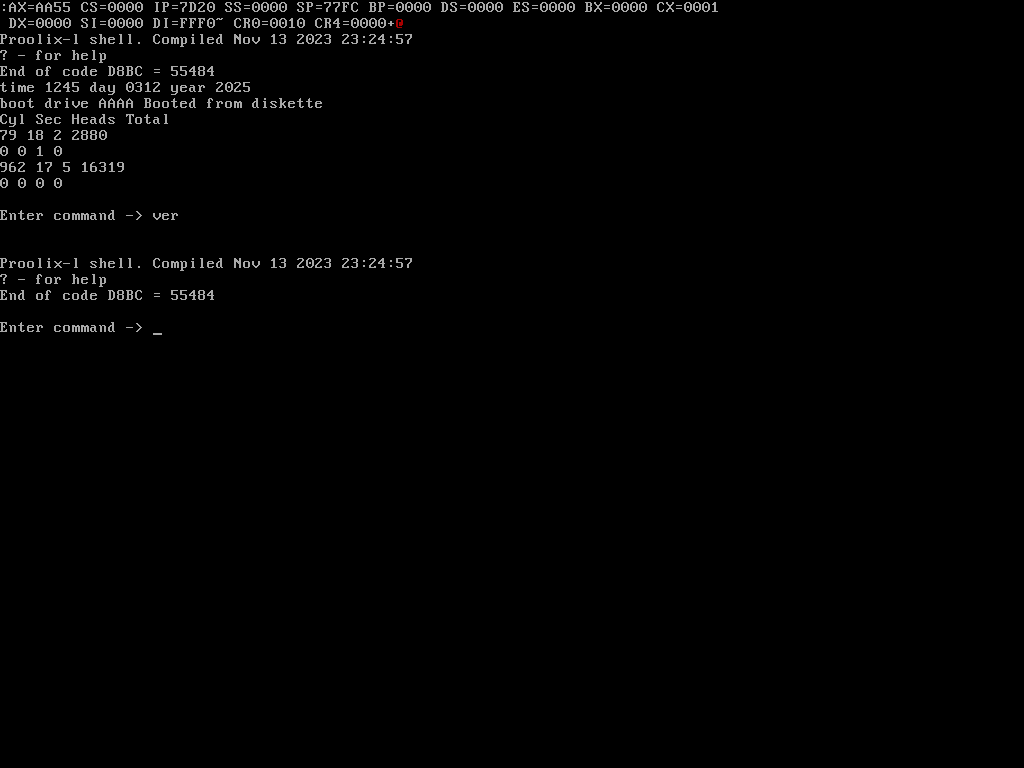 :AX=AA55 CS=0000 IP=7D20 SS=0000 SP=77FC BP=0000 DS=0000 ES=0000 BX=0000 CX=0001
DX=0000 SI=0000 DI=FFF0~ CR0=0010 CR4=0000+@
Proolix-l shell. Compiled Nov 13 2023 23:24:57
? - for help
End of code D8BC = 55484
time 1245 day 0312 year 2025
boot drive AAAA Booted from diskette
Cyl Sec Heads Total
79 18 2 2880
0 0 1 0
962 17 5 16319
0 0 0 0
Enter command -> ver
Proolix-l shell. Compiled Nov 13 2023 23:24:57
? - for help
End of code D8BC = 55484
Enter command -> _